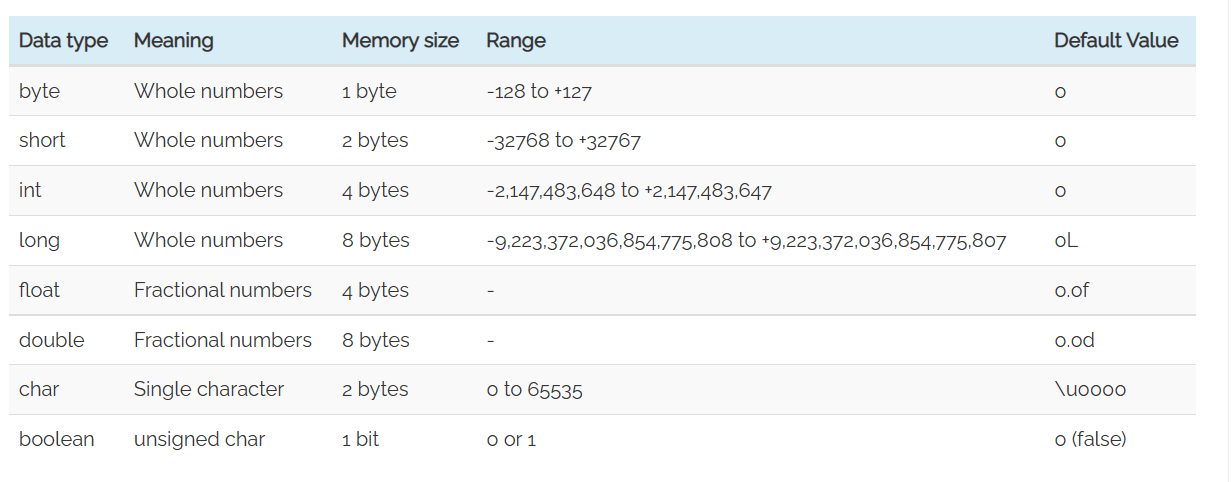 Data type Meaning Memory size Range Default Value
byte Whole numbers 1 byte -128 to +127 0
short Whole numbers 2 bytes -32768 to +32767 0
int Whole numbers 4 bytes -2,147,483,648 to +2,147,483,647 0
long Whole numbers 8 bytes -9,223,372,036,854,775,808 to +9,223,372,036,854,775,807 0L
float Fractional numbers 4 bytes - 0.0f
double Fractional numbers 8 bytes - 0.0d
char Single character 2 bytes 0 to 65535 \u0000
boolean unsigned char 1 bit 0 or 1 0 (false)